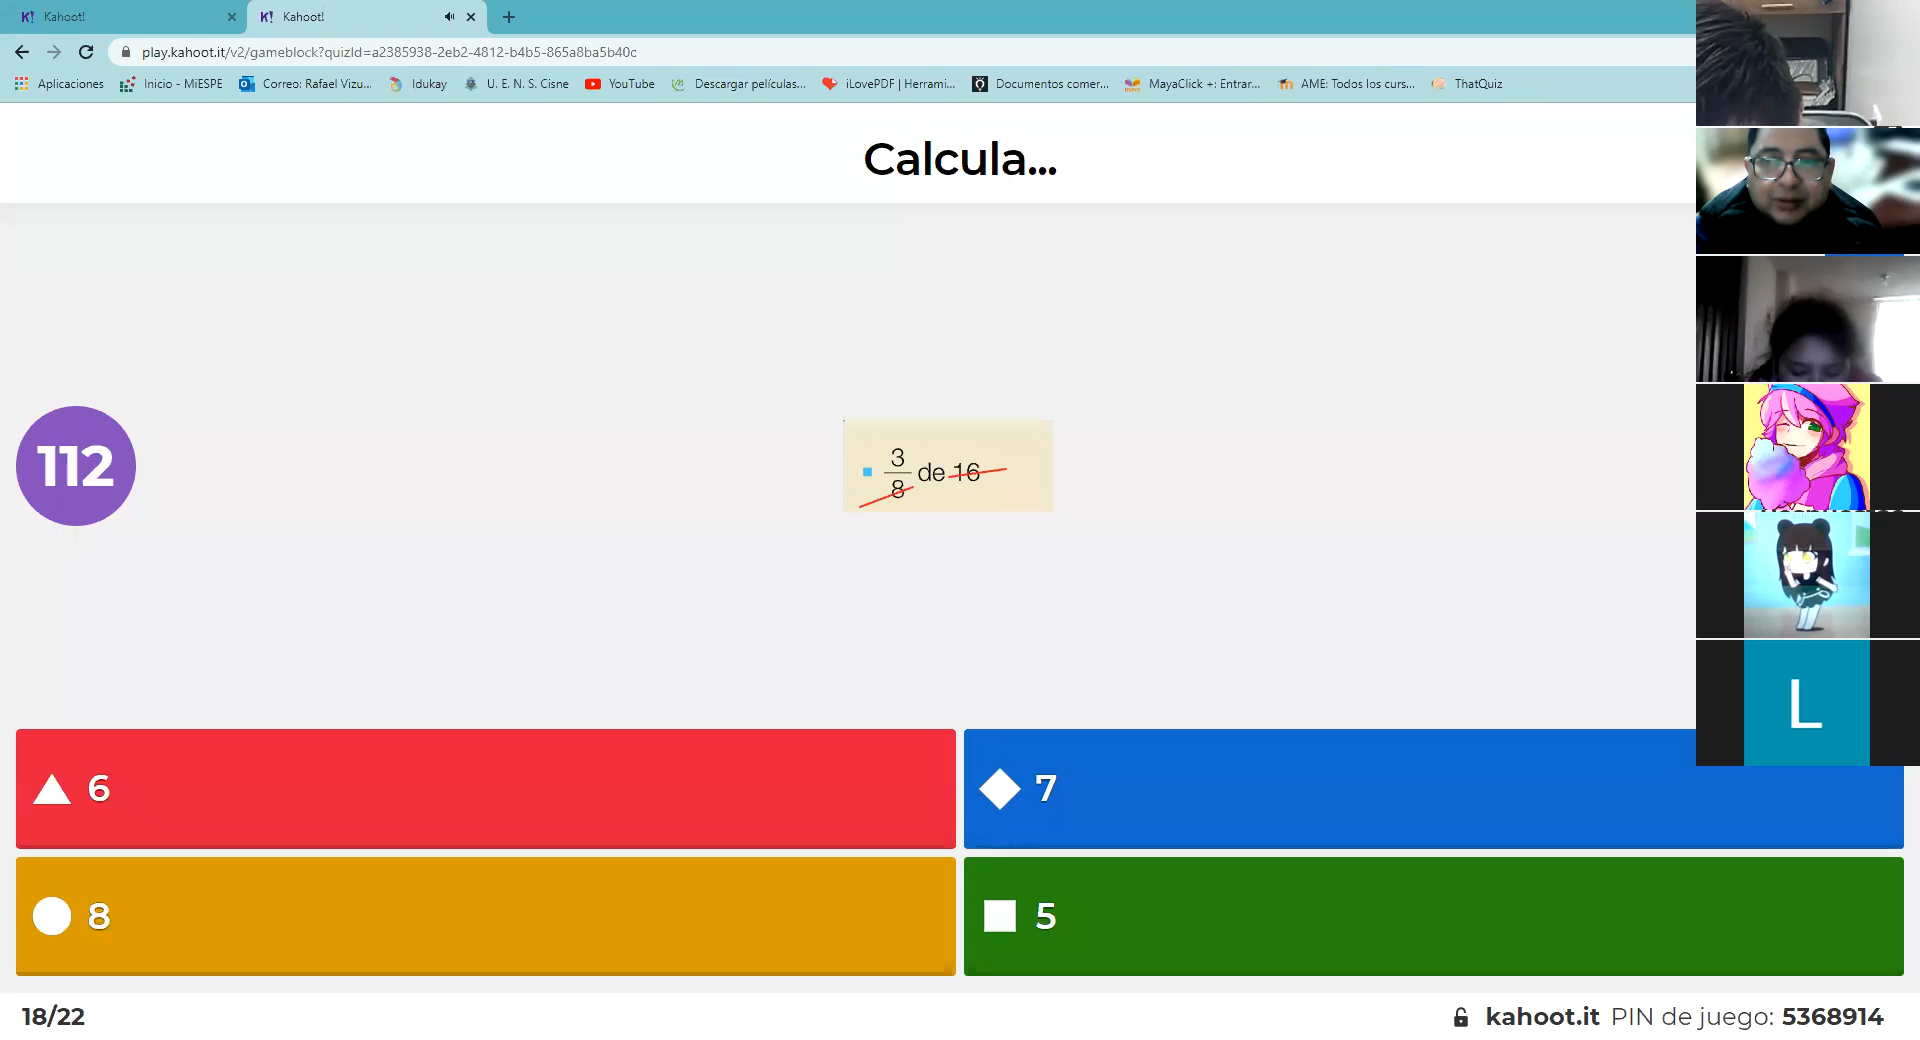 Kahoot!
Kahoot!
play.kahoot.it/v2/gameblock?quizId=a2385938-2eb2-4812-b4b5-865a8ba5b40c
Aplicaciones Inicio - MiESPE Correo: Rafael Vizu... Idukay U. E. N. S. Cisne YouTube Descargar películas... iLovePDF | Herrami... Documentos comer... MayaClick +: Entrar... AME: Todos los curs... ThatQuiz
Calcula...
112
3/8 de 16
6
7
8
5
L
18/22
kahoot.it PIN de juego: 5368914